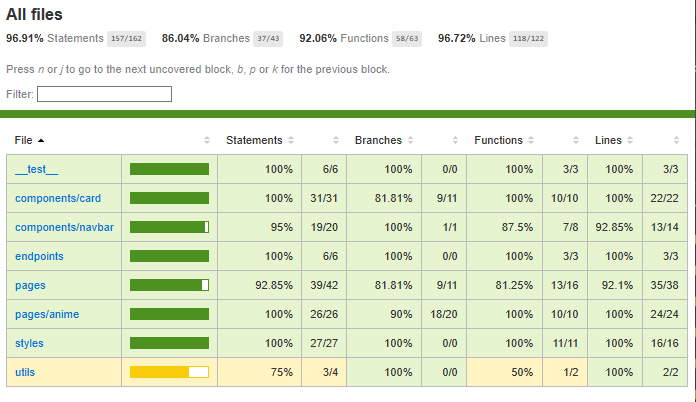 All files
96.91% Statements 157/162 86.04% Branches 37/43 92.06% Functions 58/63 96.72% Lines 118/122
Press n or j to go to the next uncovered block, b, p or k for the previous block.
Filter:
File Statements Branches Functions Lines
__test__ 100% 6/6 100% 0/0 100% 3/3 100% 3/3
components/card 100% 31/31 81.81% 9/11 100% 10/10 100% 22/22
components/navbar 95% 19/20 100% 1/1 87.5% 7/8 92.85% 13/14
endpoints 100% 6/6 100% 0/0 100% 3/3 100% 3/3
pages 92.85% 39/42 81.81% 9/11 81.25% 13/16 92.1% 35/38
pages/anime 100% 26/26 90% 18/20 100% 10/10 100% 24/24
styles 100% 27/27 100% 0/0 100% 11/11 100% 16/16
utils 75% 3/4 100% 0/0 50% 1/2 100% 2/2